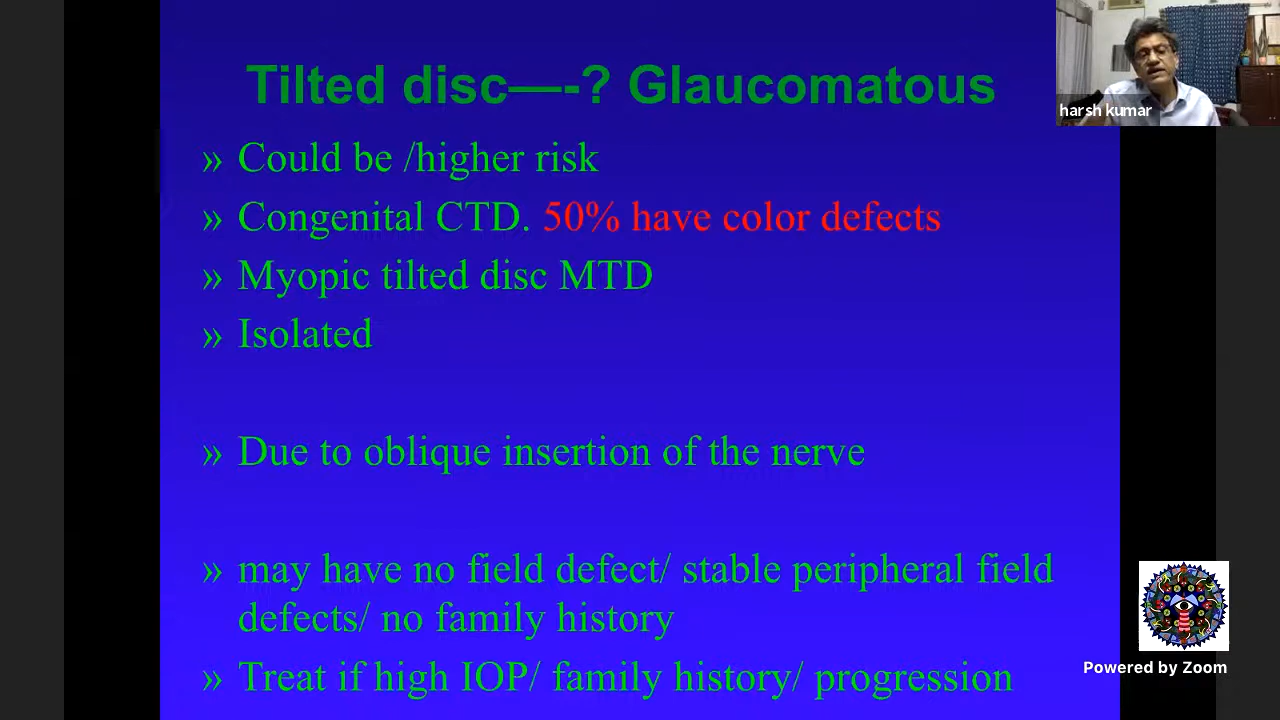 Tilted disc—-? Glaucomatous
» Could be /higher risk
» Congenital CTD. 50% have color defects
» Myopic tilted disc MTD
» Isolated
» Due to oblique insertion of the nerve
» may have no field defect/ stable peripheral field
defects/ no family history
» Treat if high IOP/ family history/ progression
harsh kumar
Powered by Zoom